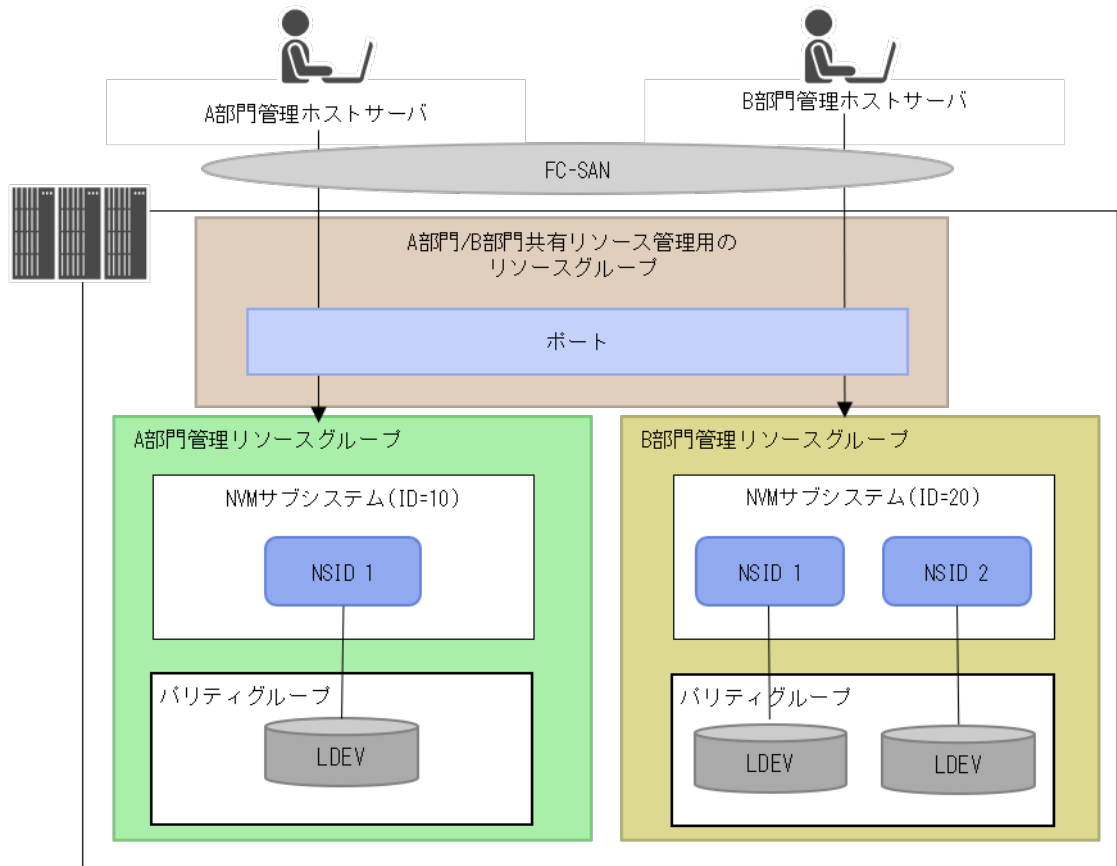 A部門管理ホストサーバ
B部門管理ホストサーバ
FC-SAN
A部門/B部門共有リソース管理用の
リソースグループ
ポート
A部門管理リソースグループ
NVMサブシステム(ID=10)
NSID 1
パリティグループ
LDEV
B部門管理リソースグループ
NVMサブシステム(ID=20)
NSID 1
NSID 2
パリティグループ
LDEV
LDEV